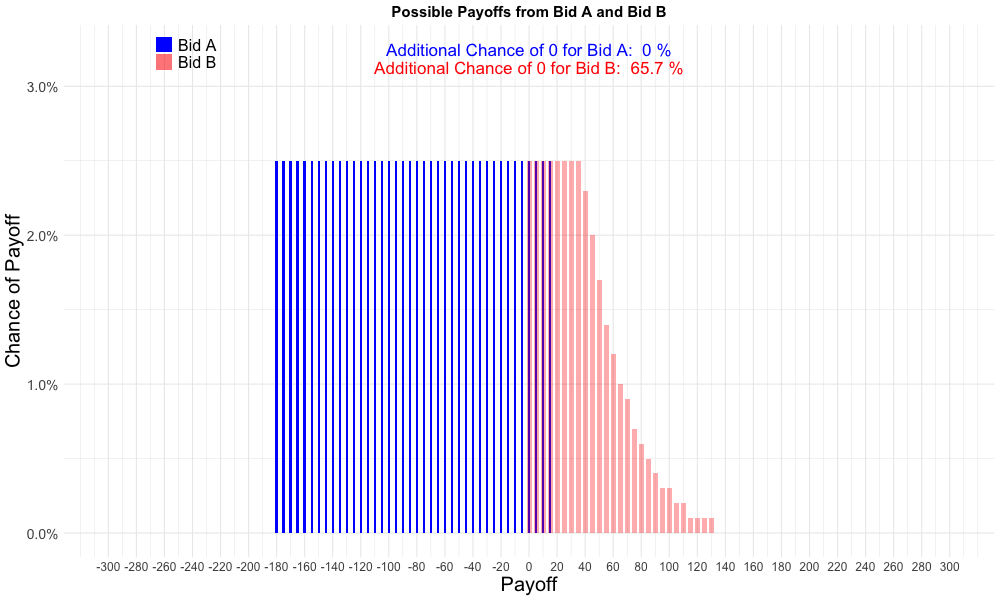 Possible Payoffs from Bid A and Bid B
Bid A
Bid B
Additional Chance of 0 for Bid A:  0 %
Additional Chance of 0 for Bid B:  65.7 %
Chance of Payoff
3.0%
2.0%
1.0%
0.0%
-300 -280 -260 -240 -220 -200 -180 -160 -140 -120 -100 -80 -60 -40 -20 0 20 40 60 80 100 120 140 160 180 200 220 240 260 280 300
Payoff